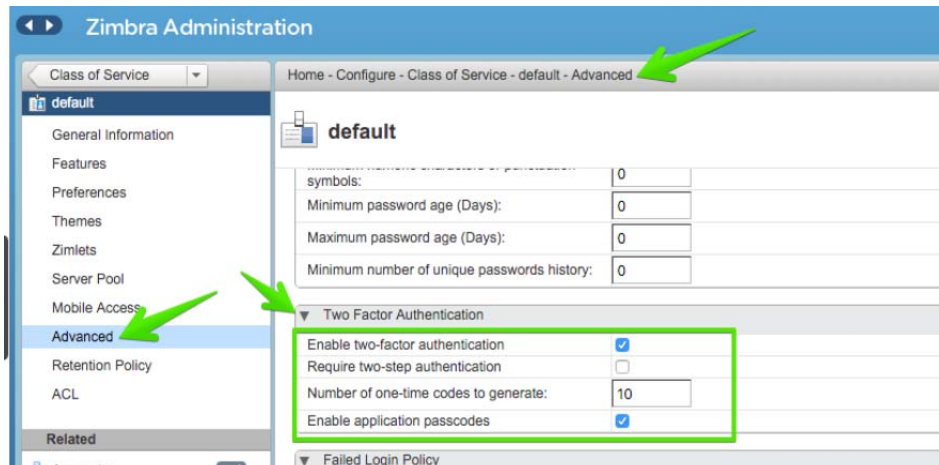 Zimbra Administration
Class of Service
Home - Configure - Class of Service - default - Advanced
default
General Information
Features
Preferences
Themes
Zimlets
Server Pool
Mobile Access
Advanced
Retention Policy
ACL
Related
default
symbols:
0
Minimum password age (Days): 0
Maximum password age (Days): 0
Minimum number of unique passwords history: 0
Two Factor Authentication
Enable two-factor authentication
Require two-step authentication
Number of one-time codes to generate: 10
Enable application passcodes
Failed Login Policy